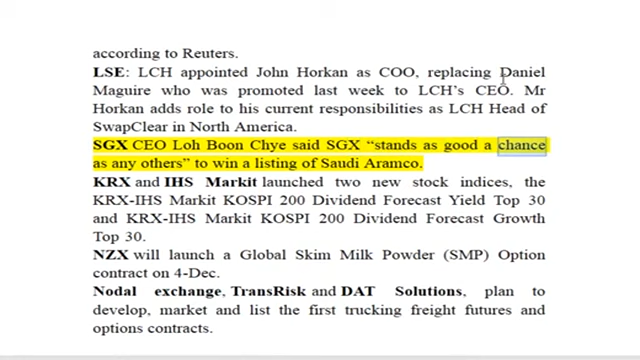 according to Reuters.
LSE: LCH appointed John Horkan as COO, replacing Daniel
Maguire who was promoted last week to LCH's CEO. Mr
Horkan adds role to his current responsibilities as LCH Head of
SwapClear in North America.
SGX CEO Loh Boon Chye said SGX “stands as good a chance
as any others” to win a listing of Saudi Aramco.
KRX and IHS Markit launched two new stock indices, the
KRX-IHS Markit KOSPI 200 Dividend Forecast Yield Top 30
and KRX-IHS Markit KOSPI 200 Dividend Forecast Growth
Top 30.
NZX will launch a Global Skim Milk Powder (SMP) Option
contract on 4-Dec.
Nodal exchange, TransRisk and DAT Solutions, plan to
develop, market and list the first trucking freight futures and
options contracts.